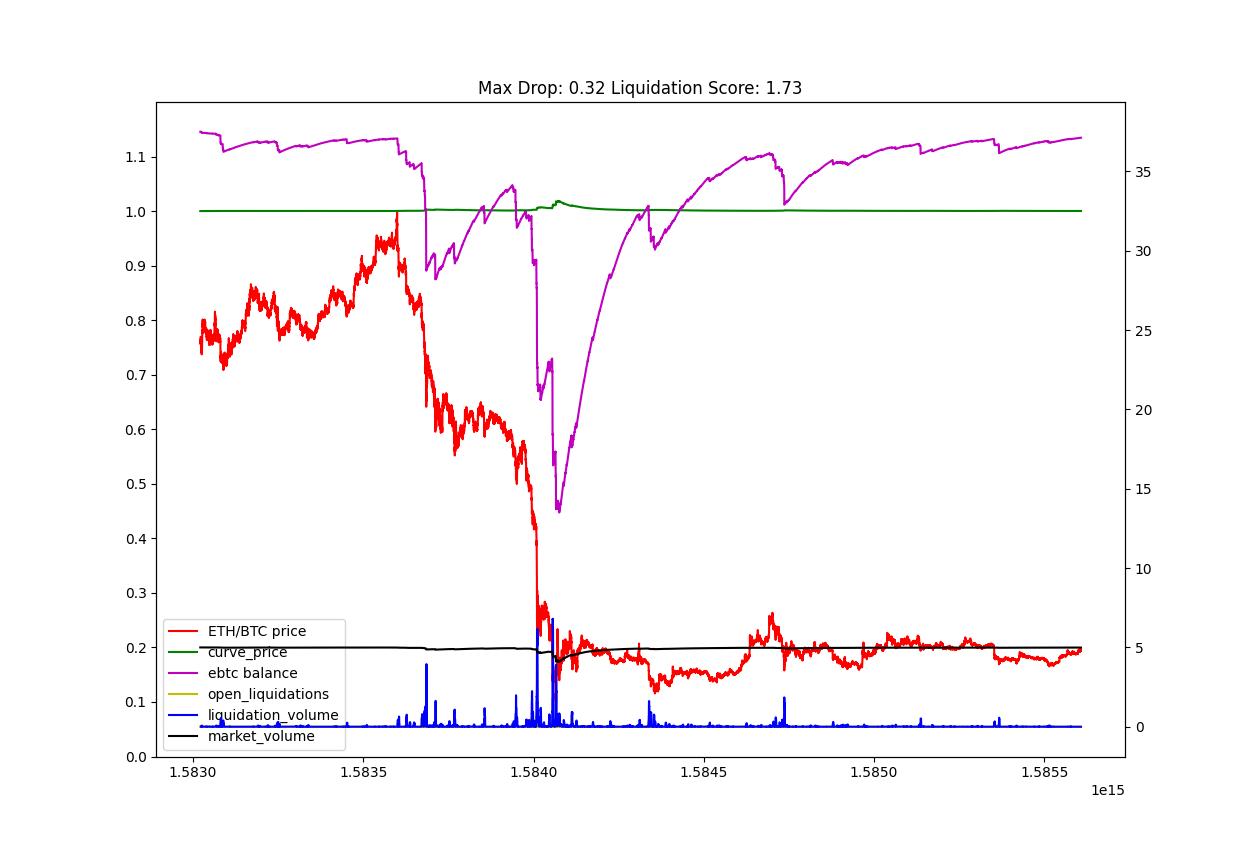 Max Drop: 0.32 Liquidation Score: 1.73
1.1
1.0
0.9
0.8
0.7
0.6
0.5
0.4
0.3
0.2
0.1
0.0
35
30
25
20
15
10
5
0
ETH/BTC price
curve_price
ebtc balance
open_liquidations
liquidation_volume
market_volume
1.5830 1.5835 1.5840 1.5845 1.5850 1.5855
1e15